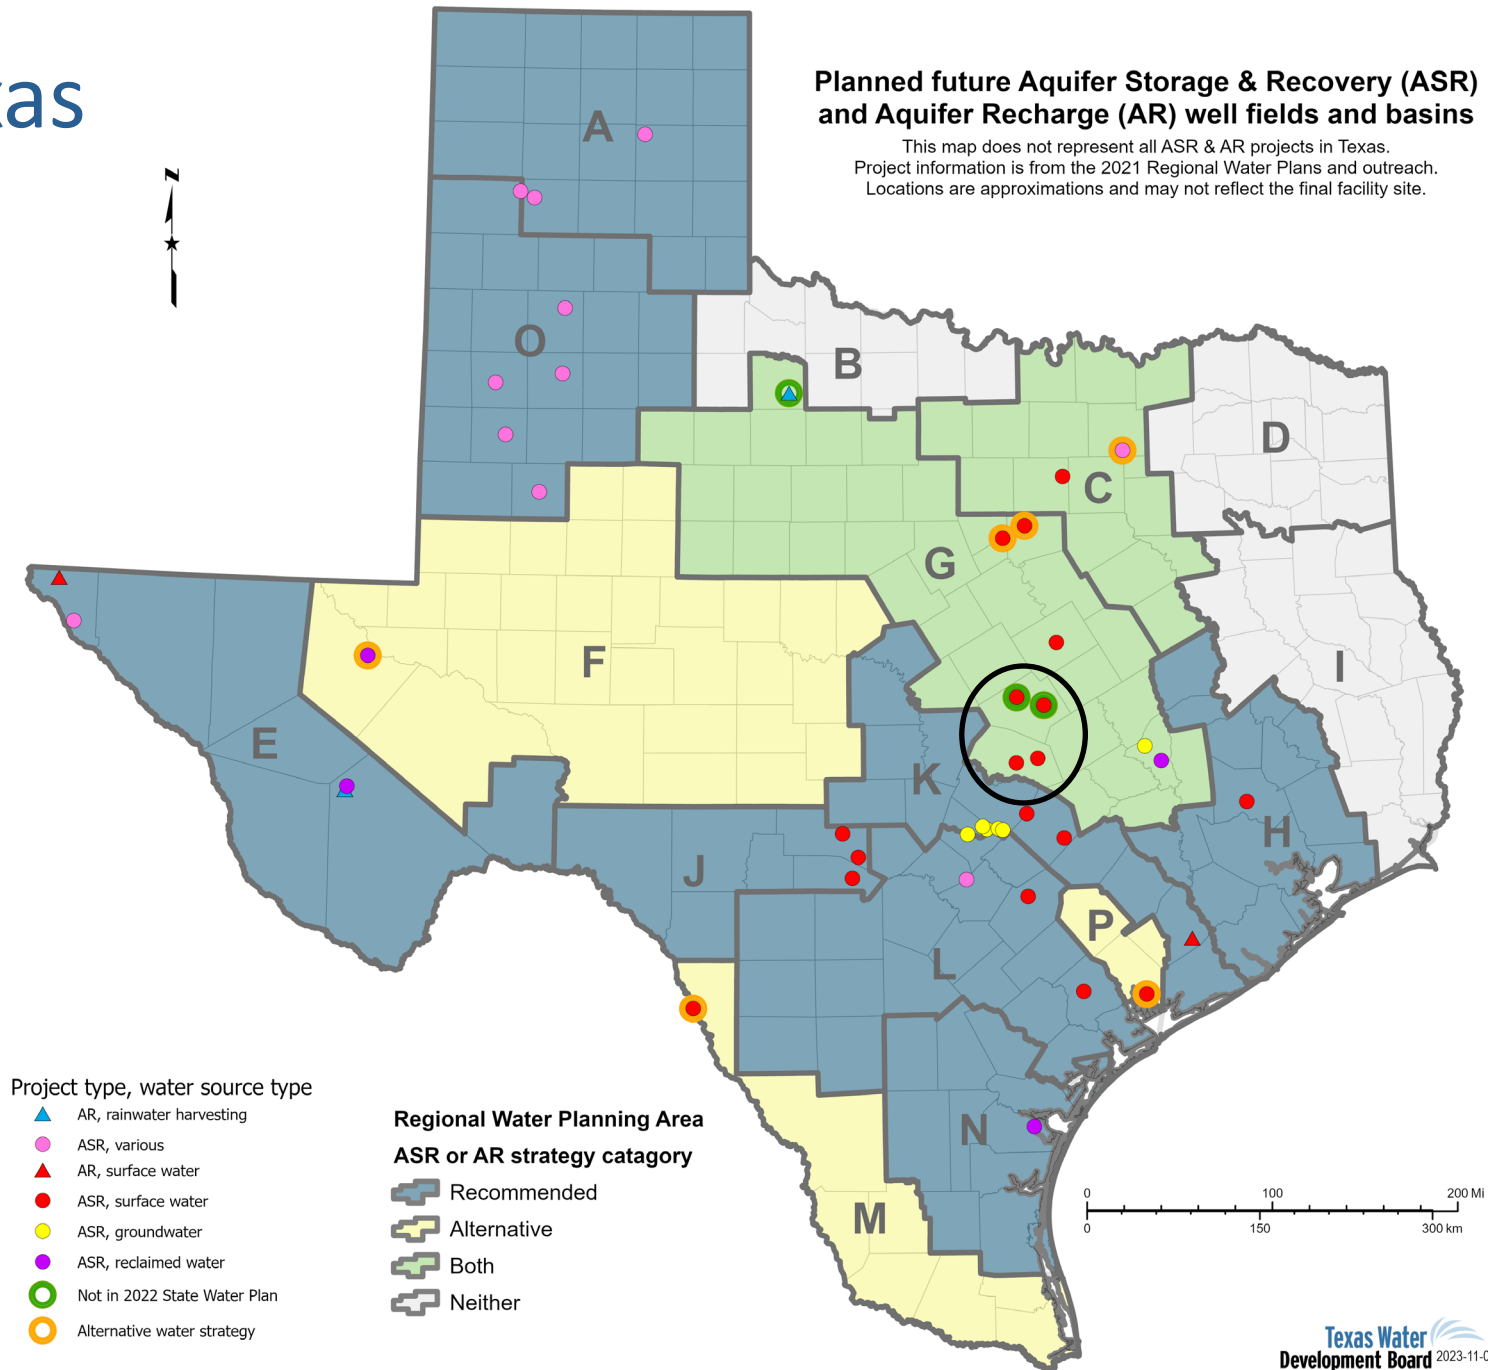 xas
Planned future Aquifer Storage & Recovery (ASR)
and Aquifer Recharge (AR) well fields and basins
This map does not represent all ASR & AR projects in Texas.
Project information is from the 2021 Regional Water Plans and outreach.
Locations are approximations and may not reflect the final facility site.
N
A
O
B
D
C
G
F
I
E
K
H
J
P
L
N
M
Project type, water source type
AR, rainwater harvesting
ASR, various
AR, surface water
ASR, surface water
ASR, groundwater
ASR, reclaimed water
Not in 2022 State Water Plan
Alternative water strategy
Regional Water Planning Area
ASR or AR strategy catagory
Recommended
Alternative
Both
Neither
0 100 200 Mi
0 150 300 km
Texas Water
Development Board 2023-11-0